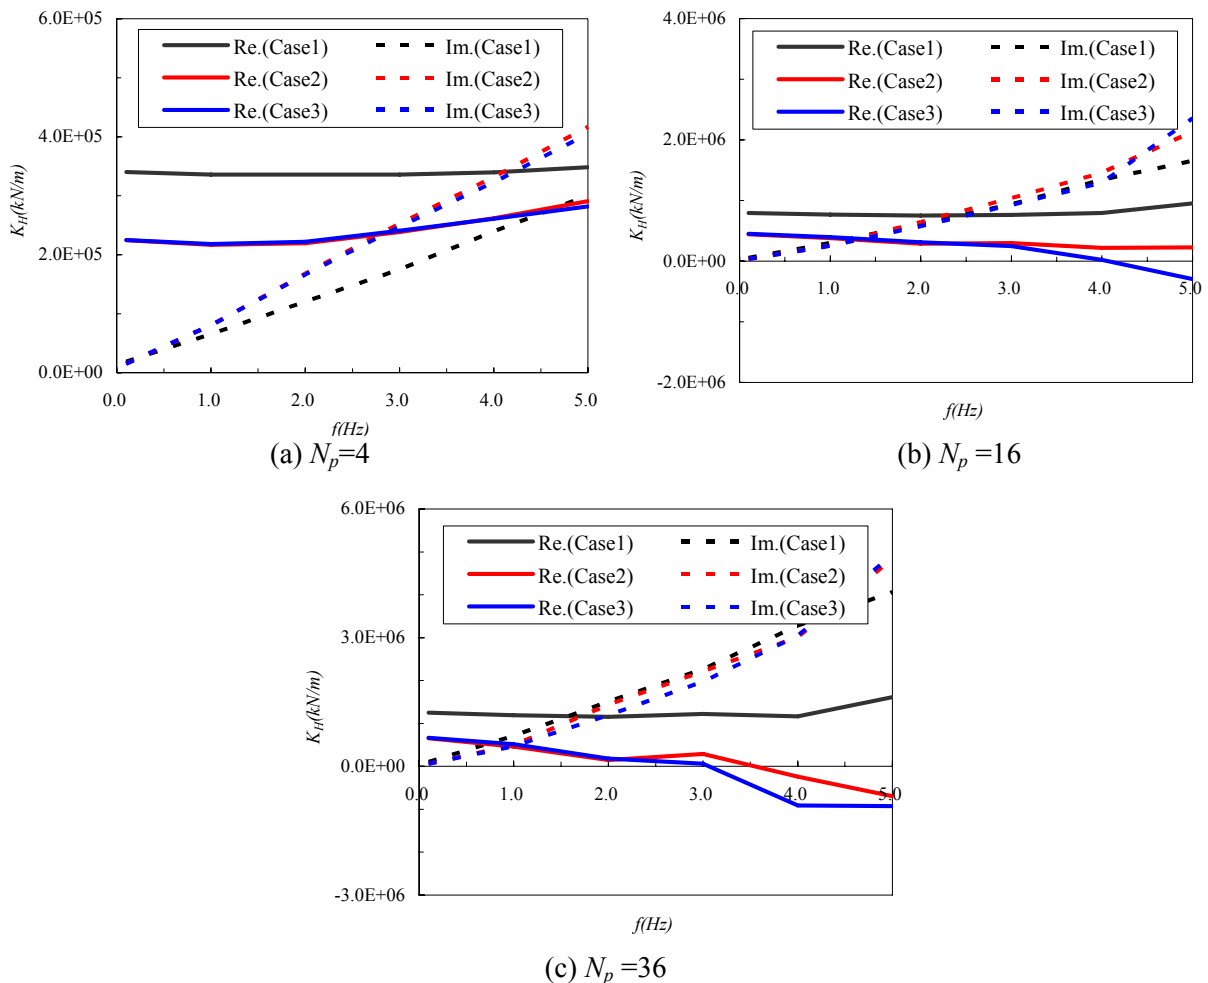 6.0E+05
4.0E+05
2.0E+05
0.0E+00
K_H(kN/m)
Re.(Case1) Im.(Case1)
Re.(Case2) Im.(Case2)
Re.(Case3) Im.(Case3)
0.0 1.0 2.0 3.0 4.0 5.0
f(Hz)
(a) N_p=4
4.0E+06
2.0E+06
0.0E+00
-2.0E+06
K_H(kN/m)
Re.(Case1) Im.(Case1)
Re.(Case2) Im.(Case2)
Re.(Case3) Im.(Case3)
0.0 1.0 2.0 3.0 4.0 5.0
f(Hz)
(b) N_p =16
6.0E+06
3.0E+06
0.0E+00
-3.0E+06
K_H(kN/m)
Re.(Case1) Im.(Case1)
Re.(Case2) Im.(Case2)
Re.(Case3) Im.(Case3)
0.0 1.0 2.0 3.0 4.0 5.0
f(Hz)
(c) N_p =36